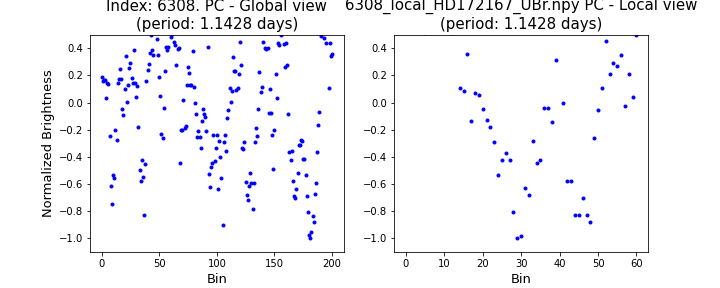 Index: 6308. PC - Global view
(period: 1.1428 days)
6308_local_HD172167_UBr.npy PC - Local view
(period: 1.1428 days)
Normalized Brightness
0.4
0.2
0.0
−0.2
−0.4
−0.6
−0.8
−1.0
0 50 100 150 200
Bin
0.4
0.2
0.0
−0.2
−0.4
−0.6
−0.8
−1.0
0 10 20 30 40 50 60
Bin